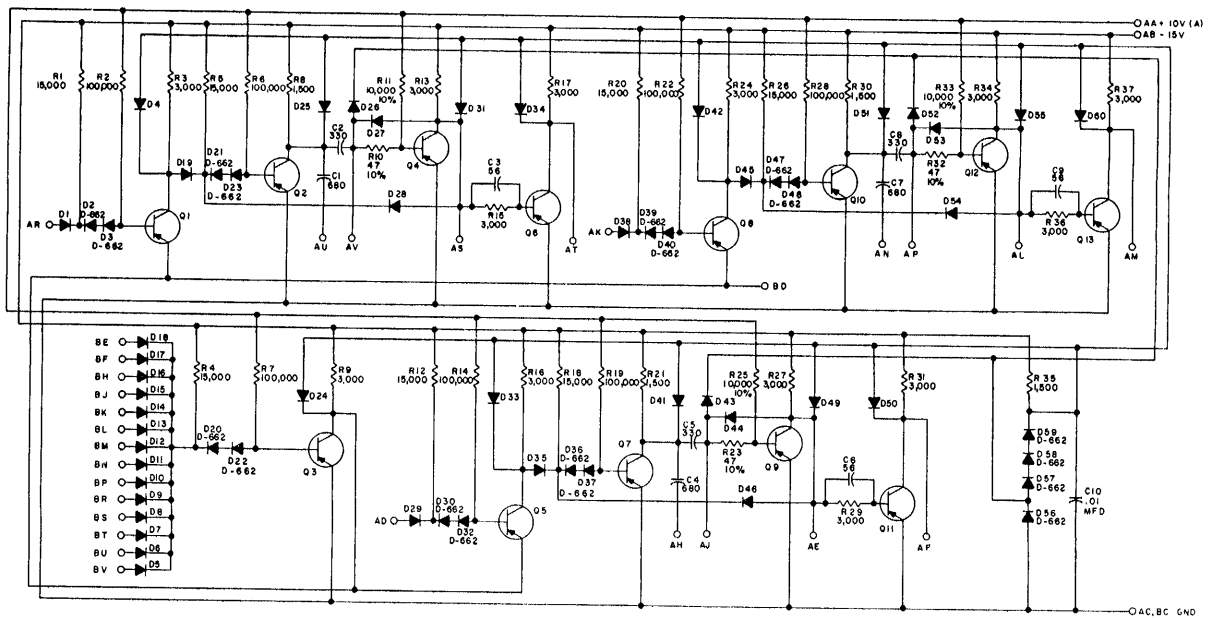 AA+ 10V (A)
AB - 15V
R1
15,000
R2
100,000
R3
3,000
R5
15,000
R6
100,000
R8
1,500
R11
10,000
10%
R13
3,000
R17
3,000
R20
15,000
R22
100,000
R24
3,000
R26
15,000
R28
100,000
R30
1,500
R33
10,000
10%
R34
3,000
R37
3,000
D4
D25
D26
D27
D31
D34
D42
D51
D52
D53
D55
D60
C2
330
R10
47
10%
Q4
C8
330
R32
47
10%
Q12
D19
D21
D-662
D23
D-662
Q2
C1
680
D28
C3
56
R16
3,000
Q6
D45
D47
D-662
D48
D-662
Q10
C7
680
D54
C9
56
R36
3,000
Q13
AR
D1
D2
D-662
D3
D-662
Q1
AU
AV
AS
AT
AK
D38
D39
D-662
D40
D-662
Q8
AN
AP
AL
AM
BD
BE
D18
BF
D17
BH
D16
BJ
D15
BK
D14
BL
D13
BM
D12
BN
D11
BP
D10
BR
D9
BS
D8
BT
D7
BU
D6
BV
D5
R4
15,000
R7
100,000
R9
3,000
D24
D20
D-662
D22
D-662
Q3
R12
15,000
R14
100,000
D33
R16
3,000
R18
15,000
R19
100,000
R21
1,500
D41
D43
D44
R25
10,000
10%
R27
3,000
D49
D50
R31
3,000
R35
1,500
D35
D36
D-662
D37
D-662
Q7
C5
330
R23
47
10%
Q9
C4
680
D46
C6
56
R29
3,000
Q11
D59
D-662
D58
D-662
D57
D-662
D56
D-662
C10
.01
MFD
AD
D29
D30
D-662
D32
D-662
Q5
AH
AJ
AE
AF
AC, BC GND